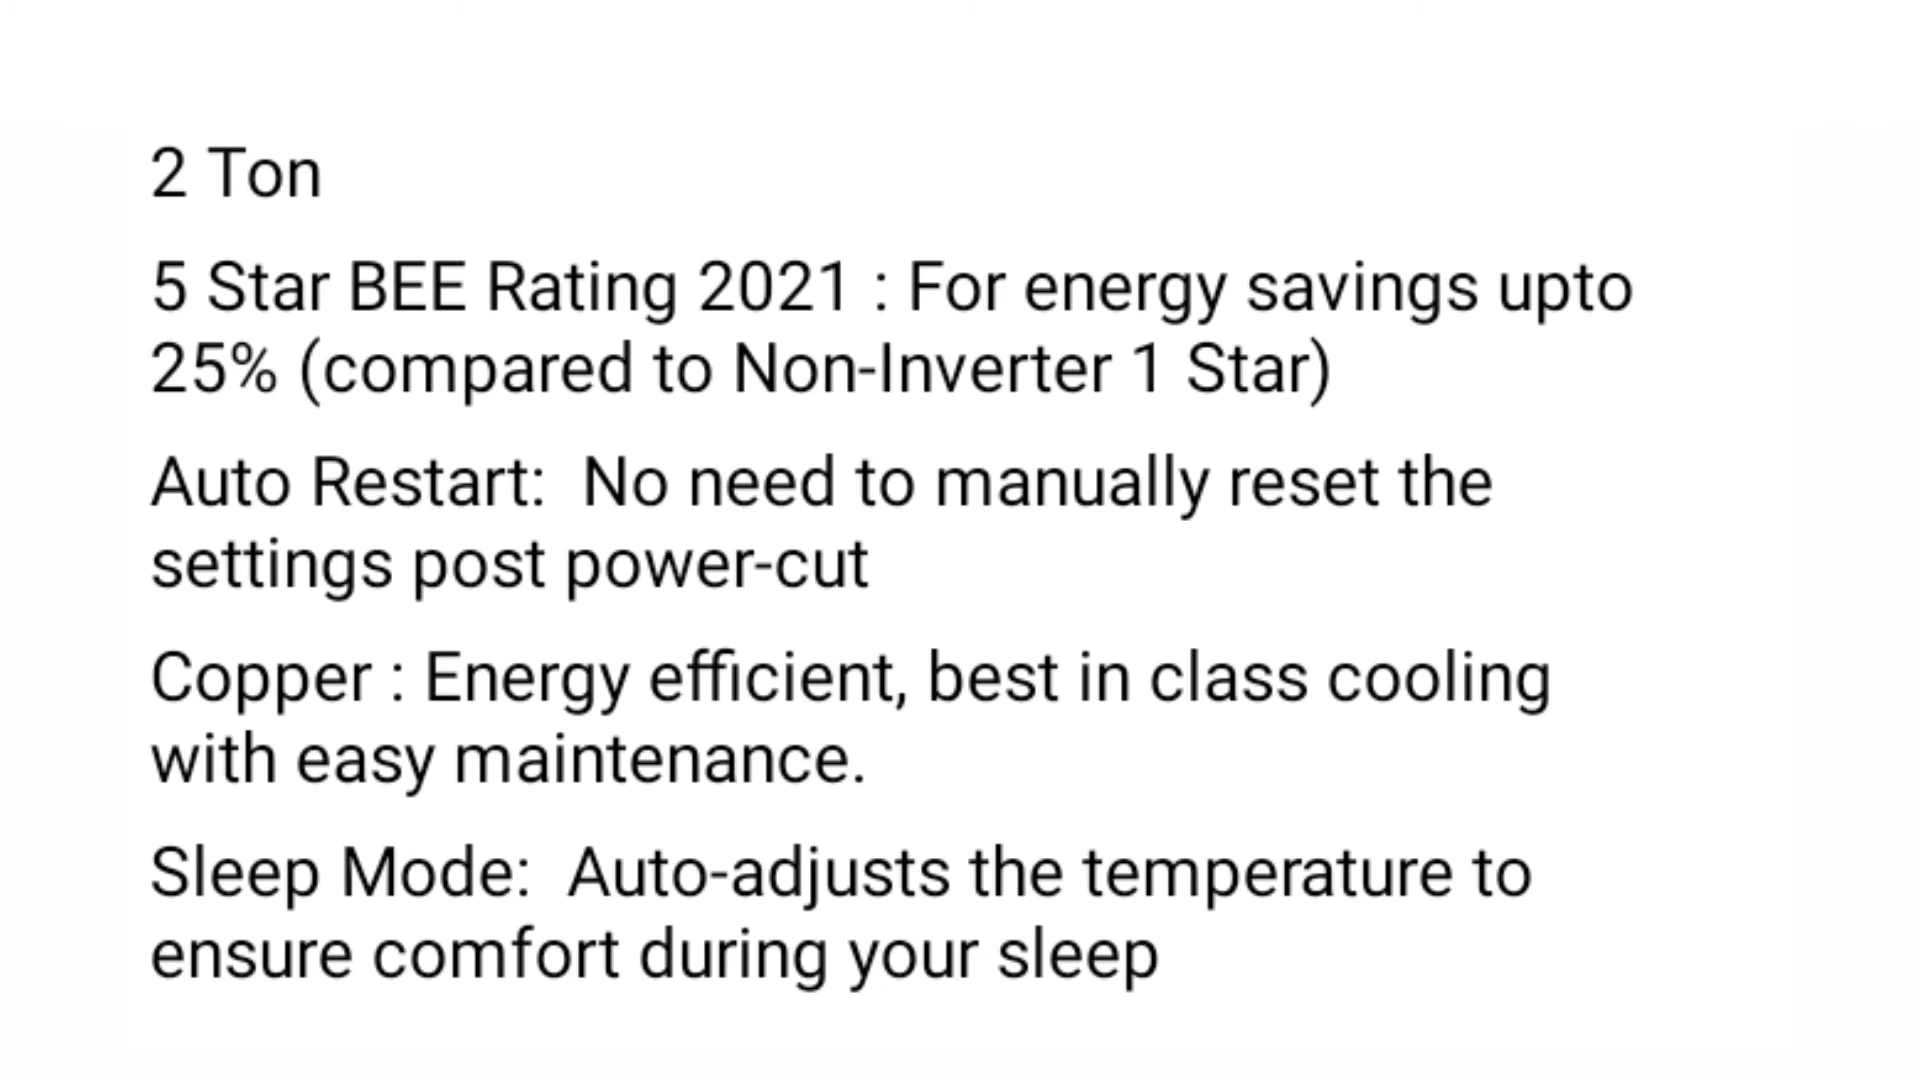 2 Ton
5 Star BEE Rating 2021 : For energy savings upto
25% (compared to Non-Inverter 1 Star)
Auto Restart:  No need to manually reset the
settings post power-cut
Copper : Energy efficient, best in class cooling
with easy maintenance.
Sleep Mode:  Auto-adjusts the temperature to
ensure comfort during your sleep